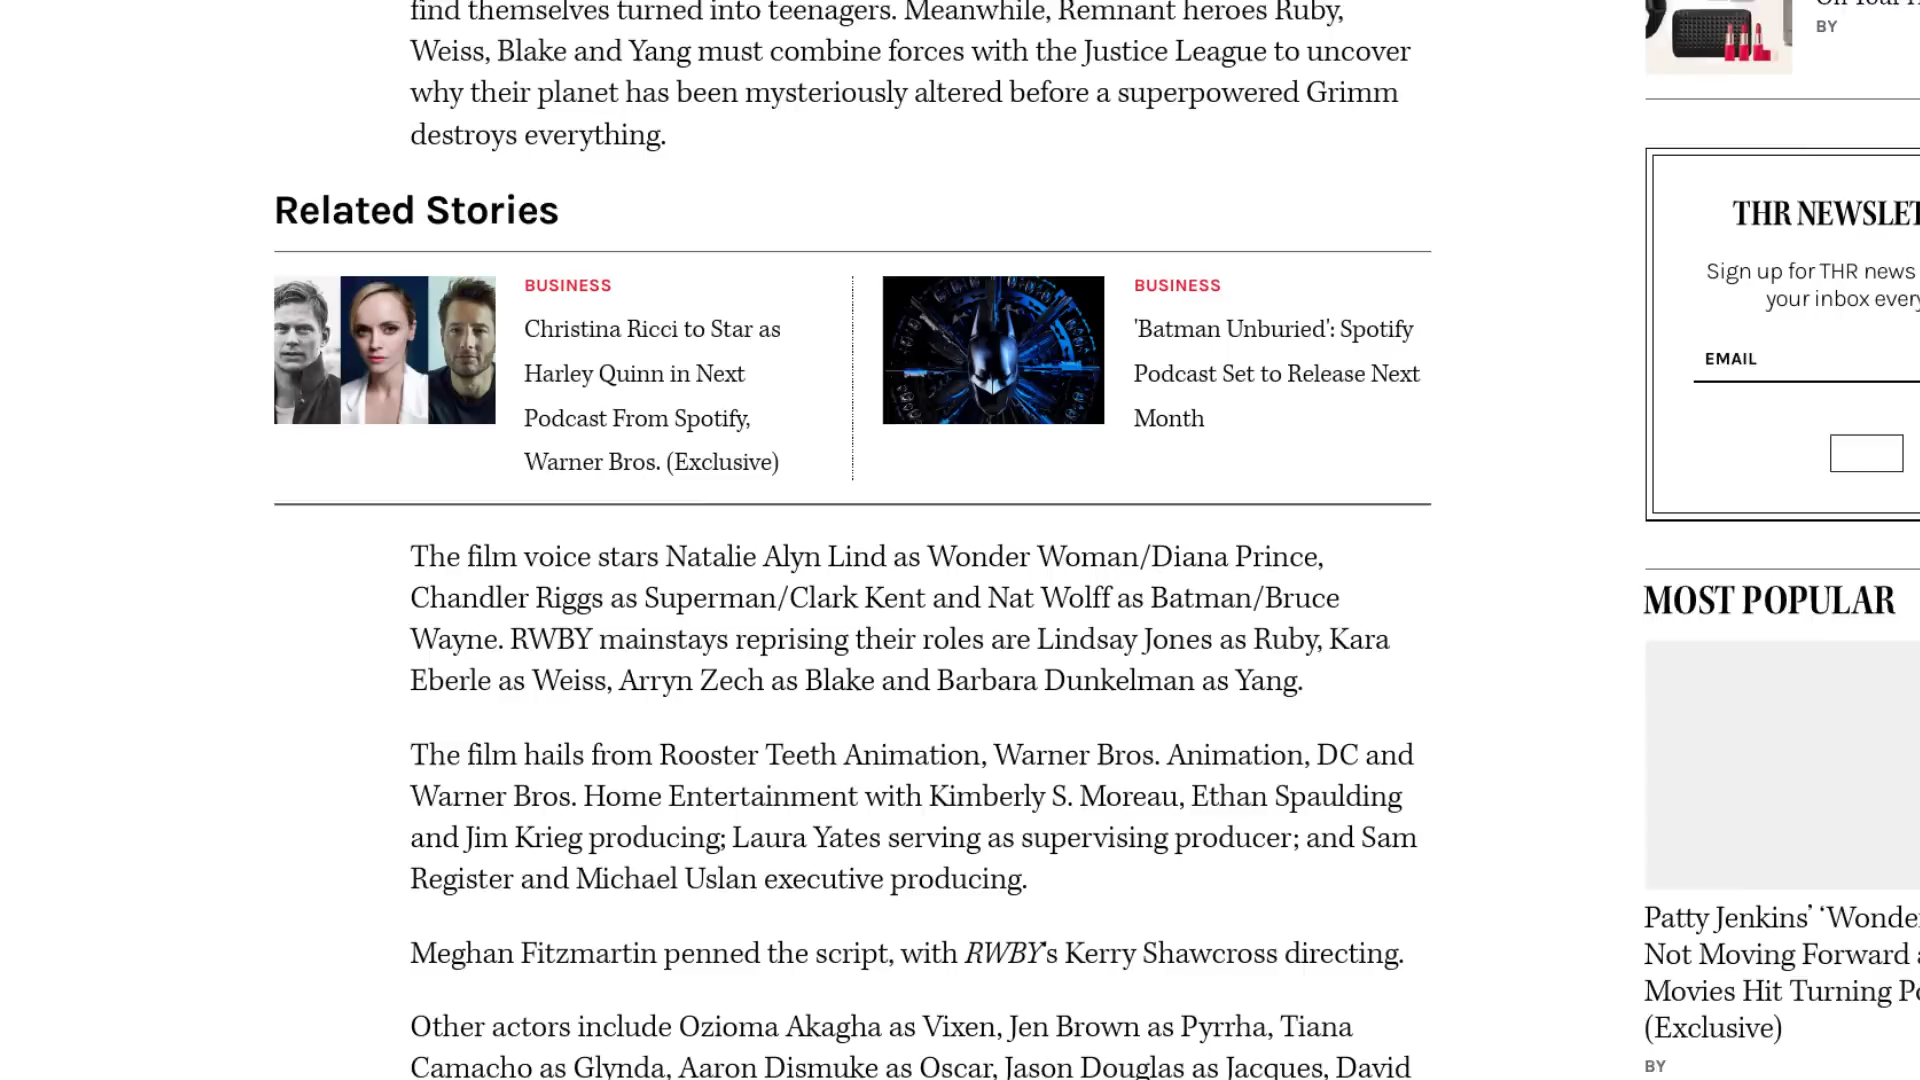 find themselves turned into teenagers. Meanwhile, Remnant heroes Ruby,
Weiss, Blake and Yang must combine forces with the Justice League to uncover
why their planet has been mysteriously altered before a superpowered Grimm
destroys everything.
Related Stories
BUSINESS
Christina Ricci to Star as
Harley Quinn in Next
Podcast From Spotify,
Warner Bros. (Exclusive)
BUSINESS
'Batman Unburied': Spotify
Podcast Set to Release Next
Month
The film voice stars Natalie Alyn Lind as Wonder Woman/Diana Prince,
Chandler Riggs as Superman/Clark Kent and Nat Wolff as Batman/Bruce
Wayne. RWBY mainstays reprising their roles are Lindsay Jones as Ruby, Kara
Eberle as Weiss, Arryn Zech as Blake and Barbara Dunkelman as Yang.
The film hails from Rooster Teeth Animation, Warner Bros. Animation, DC and
Warner Bros. Home Entertainment with Kimberly S. Moreau, Ethan Spaulding
and Jim Krieg producing; Laura Yates serving as supervising producer; and Sam
Register and Michael Uslan executive producing.
Meghan Fitzmartin penned the script, with RWBY's Kerry Shawcross directing.
Other actors include Ozioma Akagha as Vixen, Jen Brown as Pyrrha, Tiana
Camacho as Glynda, Aaron Dismuke as Oscar, Jason Douglas as Jacques, David
BY
THR NEWSLET
Sign up for THR news
your inbox every
EMAIL
MOST POPULAR
Patty Jenkins’ ‘Wonde
Not Moving Forward
Movies Hit Turning Po
(Exclusive)
BY